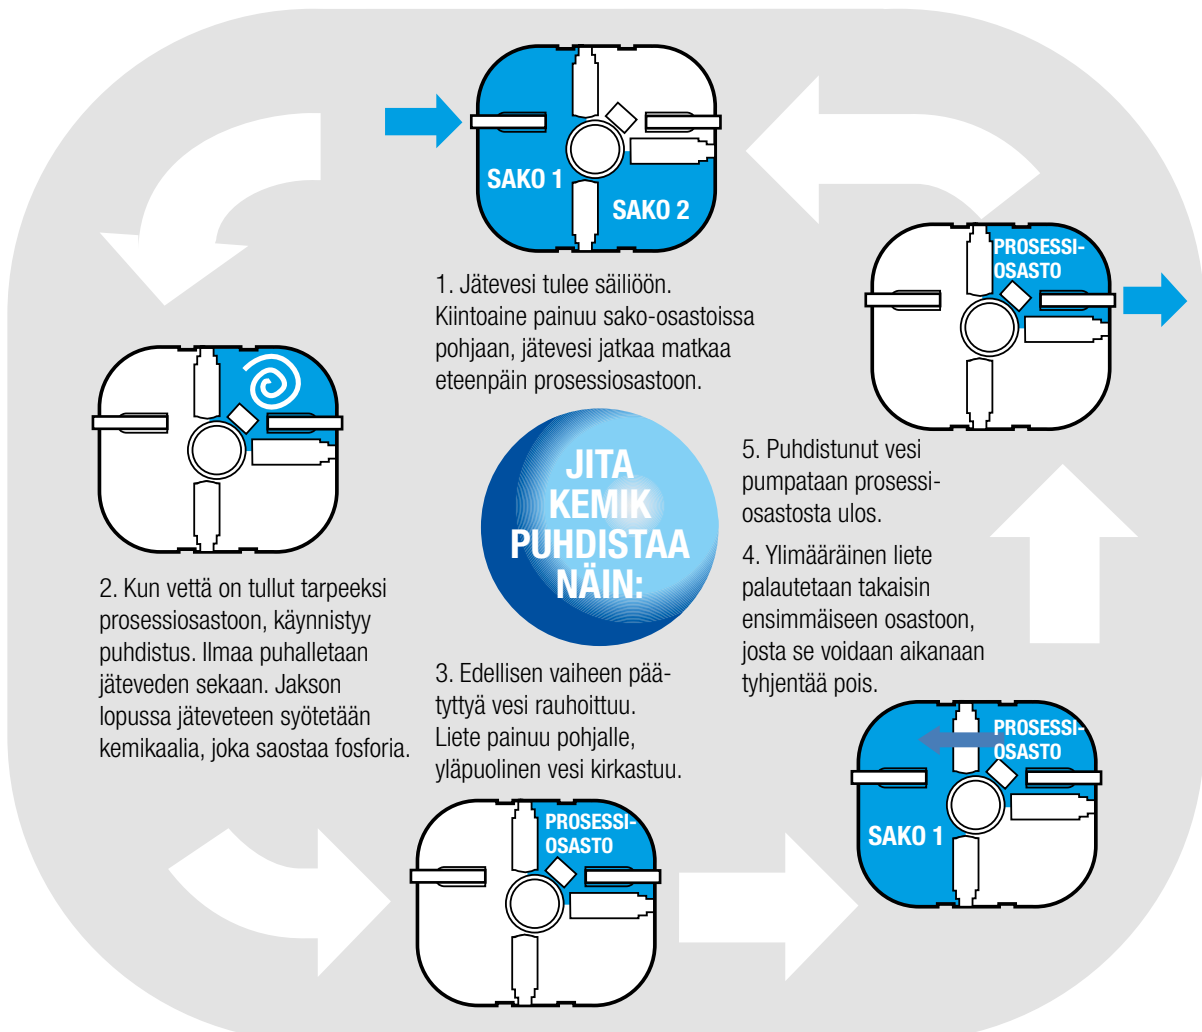 SAKO 1
SAKO 2
1. Jätevesi tulee säiliöön.
Kiintoaine painuu sako-osastoissa
pohjaan, jätevesi jatkaa matkaa
eteenpäin prosessiosastoon.
2. Kun vettä on tullut tarpeeksi
prosessiosastoon, käynnistyy
puhdistus. Ilmaa puhalletaan
jäteveden sekaan. Jakson
lopussa jäteveteen syötetään
kemikaalia, joka saostaa fosforia.
JITA
KEMIK
PUHDISTAA
NÄIN:
3. Edellisen vaiheen pää-
tyttyä vesi rauhoittuu.
Liete painuu pohjalle,
yläpuolinen vesi kirkastuu.
PROSESSI-
OSASTO
4. Ylimääräinen liete
palautetaan takaisin
ensimmäiseen osastoon,
josta se voidaan aikanaan
tyhjentää pois.
PROSESSI-
OSASTO
SAKO 1
PROSESSI-
OSASTO
5. Puhdistunut vesi
pumpataan prosessi-
osastosta ulos.